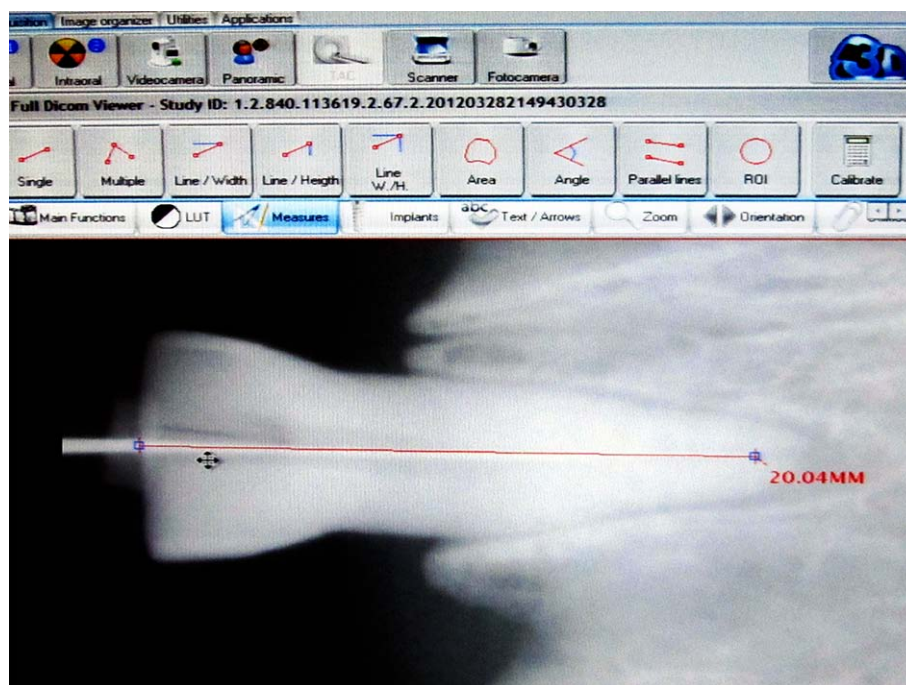 Image organizer Utilities Applications
Intraoral Videocamera Panoramic TAC Scanner Fotocamera
Full Dicom Viewer - Study ID: 1.2.840.113619.2.67.2.201203282149430328
Single Multiple Line / Width Line / Heigth Line W./H. Area Angle Parallel lines ROI Calibrate
Main Functions LUT Measures Implants abc Text / Arrows Zoom Orientation
20.04MM